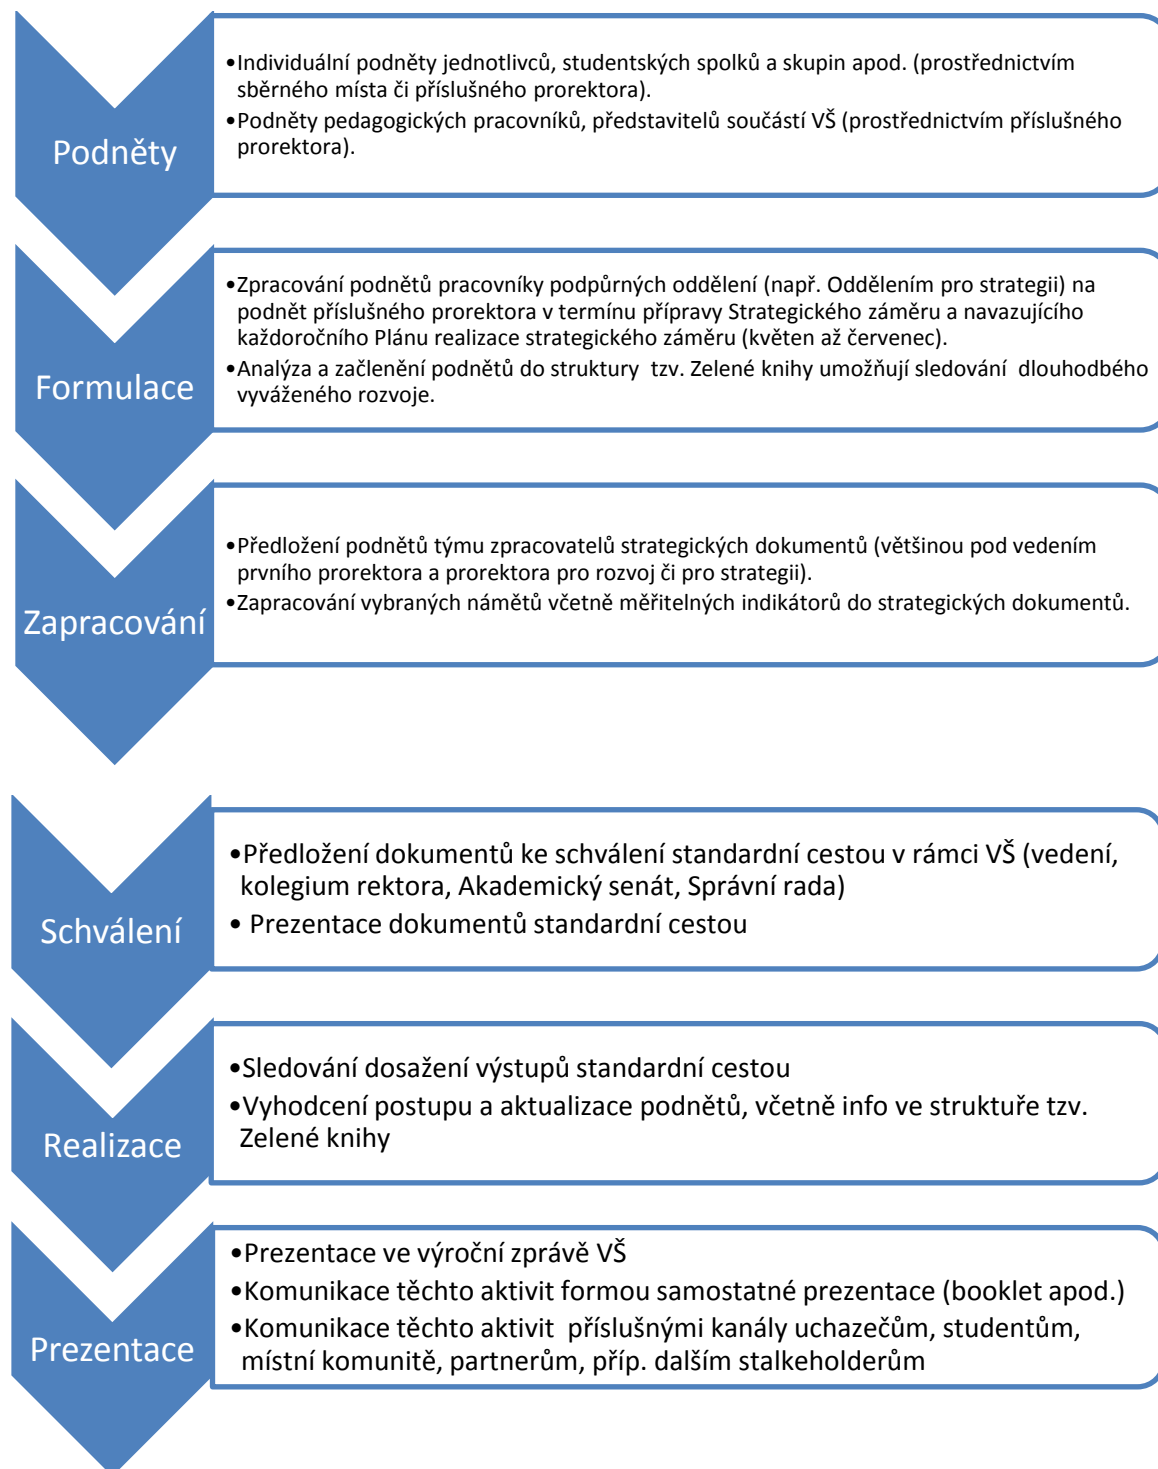 Podněty
•Individuální podněty jednotlivců, studentských spolků a skupin apod. (prostřednictvím
sběrného místa či příslušného prorektora).
•Podněty pedagogických pracovníků, představitelů součástí VŠ (prostřednictvím příslušného
prorektora).
Formulace
•Zpracování podnětů pracovníky podpůrných oddělení (např. Oddělením pro strategii) na
podnět příslušného prorektora v termínu přípravy Strategického záměru a navazujícího
každoročního Plánu realizace strategického záměru (květen až červenec).
•Analýza a začlenění podnětů do struktury tzv. Zelené knihy umožňují sledování dlouhodbého
vyváženého rozvoje.
Zapracování
•Předložení podnětů týmu zpracovatelů strategických dokumentů (většinou pod vedením
prvního prorektora a prorektora pro rozvoj či pro strategii).
•Zapracování vybraných námětů včetně měřitelných indikátorů do strategických dokumentů.
Schválení
•Předložení dokumentů ke schválení standardní cestou v rámci VŠ (vedení,
kolegium rektora, Akademický senát, Správní rada)
• Prezentace dokumentů standardní cestou
Realizace
•Sledování dosažení výstupů standardní cestou
•Vyhodcení postupu a aktualizace podnětů, včetně info ve struktuře tzv.
Zelené knihy
Prezentace
•Prezentace ve výroční zprávě VŠ
•Komunikace těchto aktivit formou samostatné prezentace (booklet apod.)
•Komunikace těchto aktivit příslušnými kanály uchazečům, studentům,
místní komunitě, partnerům, příp. dalším stalkeholderům